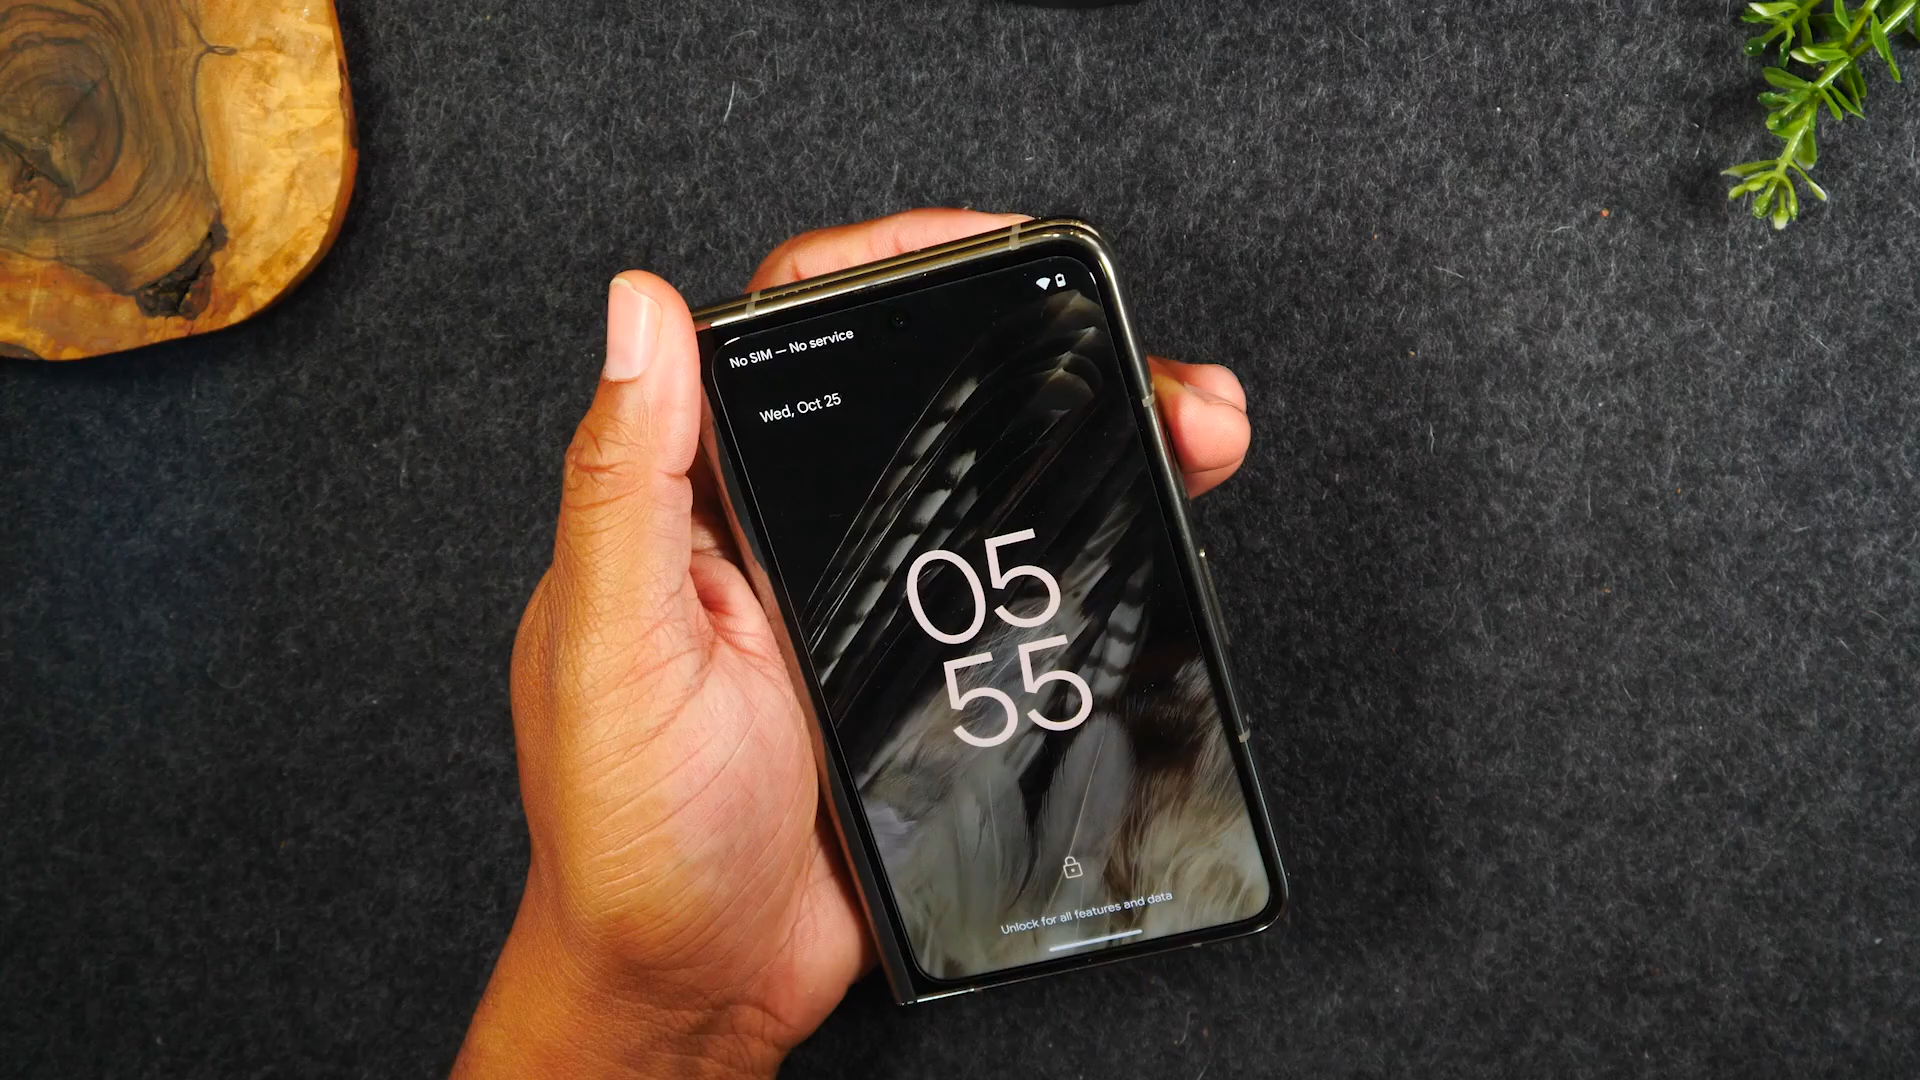 No SIM — No service
Wed, Oct 25
05
55
Unlock for all features and data